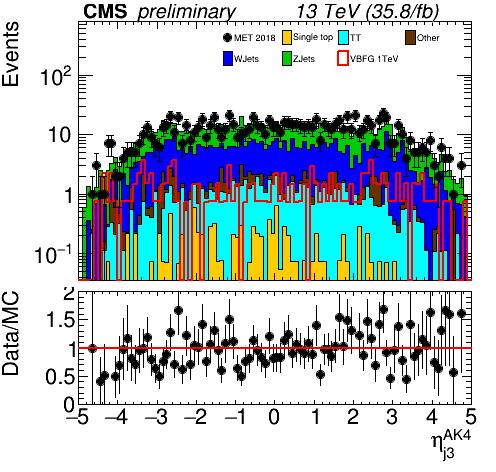 CMS preliminary 13 TeV (35.8/fb)
MET 2018 Single top TT Other
WJets ZJets VBFG 1TeV
Events
10²
10
1
10⁻¹
Data/MC
2
1.5
1
0.5
0
−5 −4 −3 −2 −1 0 1 2 3 4 5
η_{j3}^{AK4}